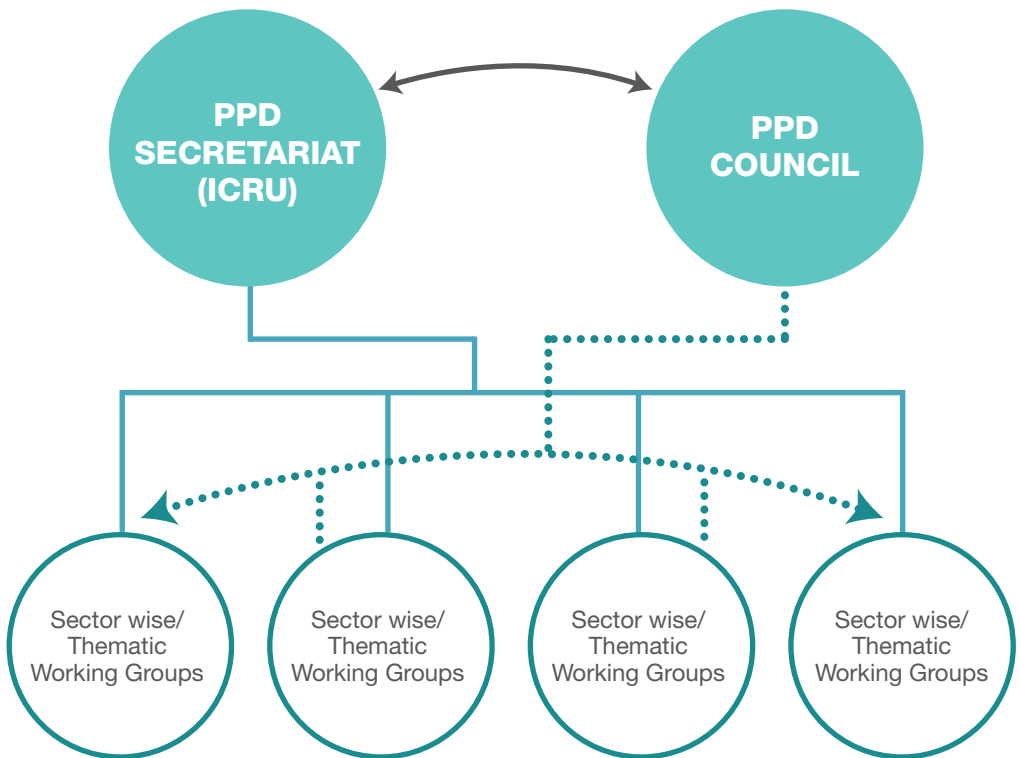 PPD
SECRETARIAT
(ICRU)
PPD
COUNCIL
Sector wise/
Thematic
Working Groups
Sector wise/
Thematic
Working Groups
Sector wise/
Thematic
Working Groups
Sector wise/
Thematic
Working Groups